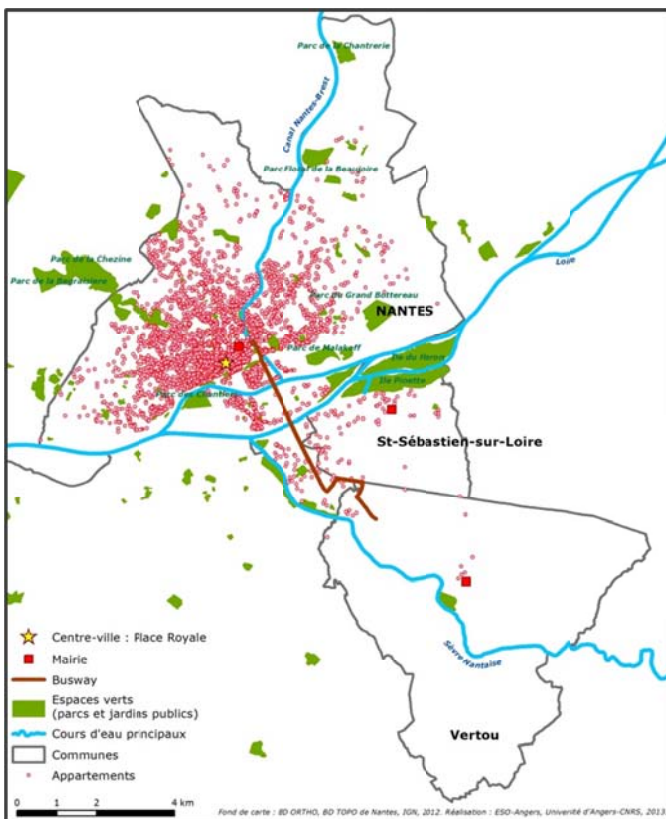 Parc de la Chantrerie
Canal Nantes-Brest
Parc Floral de la Beaujoire
Parc de la Chezine
Parc de la Bégraisière
Loire
Parc du Grand Bottereau
NANTES
Parc de Malakoff
Ile du Heron
Ile Pinette
Parc des Chantiers
St-Sébastien-sur-Loire
Sèvre-Nantaise
Vertou
Centre-ville : Place Royale
Mairie
Busway
Espaces verts
(parcs et jardins publics)
Cours d'eau principaux
Communes
Appartements
0 1 2 4 km
Fond de carte : BD ORTHO, BD TOPO de Nantes, IGN, 2012. Réalisation : ESO-Angers, Université d'Angers-CNRS, 2013